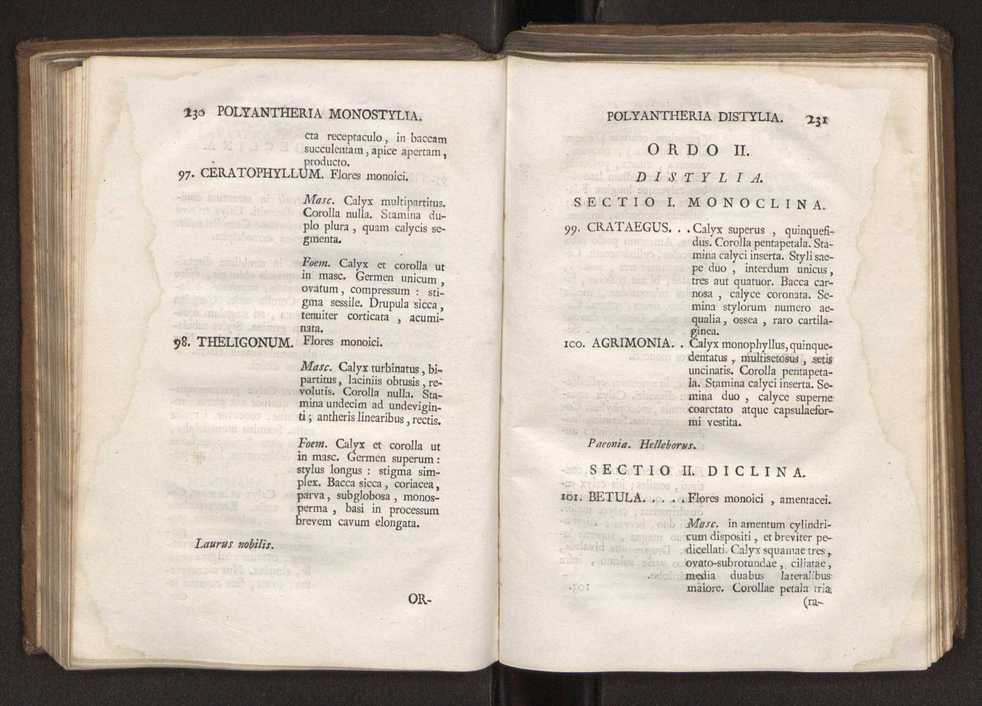 230 POLYANTHERIA MONOSTYLIA.
cta receptaculo, in baccam
succulentam, apice apertam,
producto.
97. CERATOPHYLLUM. Flores monoici.
Masc. Calyx multipartitus.
Corolla nulla. Stamina du-
plo plura, quam calycis se-
gmenta.
Foem. Calyx et corolla ut
in masc. Germen unicum,
ovatum, compressum: sti-
gma sessile. Drupula sicca,
tenuiter corticata, acumi-
nata.
98. THELIGONUM. Flores monoici.
Masc. Calyx turbinatus, bi-
partitus, laciniis obtusis, re-
volutis. Corolla nulla. Sta-
mina undecim ad undevigin-
ti; antheris linearibus, rectis.
Foem. Calyx et corolla ut
in masc. Germen superum:
stylus longus: stigma sim-
plex. Bacca sicca, coriacea,
parva, subglobosa, monos-
perma, basi in processum
brevem cavum elongata.
Laurus nobilis.
OR-
POLYANTHERIA DISTYLIA. 231
ORDO II.
DISTYLIA.
SECTIO I. MONOCLINA.
99. CRATAEGUS. . . Calyx superus, quinquefi-
dus. Corolla pentapetala. Sta-
mina calyci inserta. Styli sae-
pe duo, interdum unicus,
tres aut quatuor. Bacca car-
nosa, calyce coronata. Se-
mina stylorum numero ae-
qualia, ossea, raro cartila-
ginea.
100. AGRIMONIA. . Calyx monophyllus, quinque-
dentatus, multisetosus, setis
uncinatis. Corolla pentapeta-
la. Stamina calyci inserta. Se-
mina duo, calyce superne
coarctato atque capsulaefor-
mi vestita.
Paeonia. Helleborus.
SECTIO II. DICLINA.
101. BETULA. . . . . Flores monoici, amentacei.
Masc. in amentum cylindri-
cum dispositi, et breviter pe-
dicellati. Calyx squamae tres,
ovato-subrotundae, ciliatae,
media duabus lateralibus
maiore. Corollae petala tria
(ra-